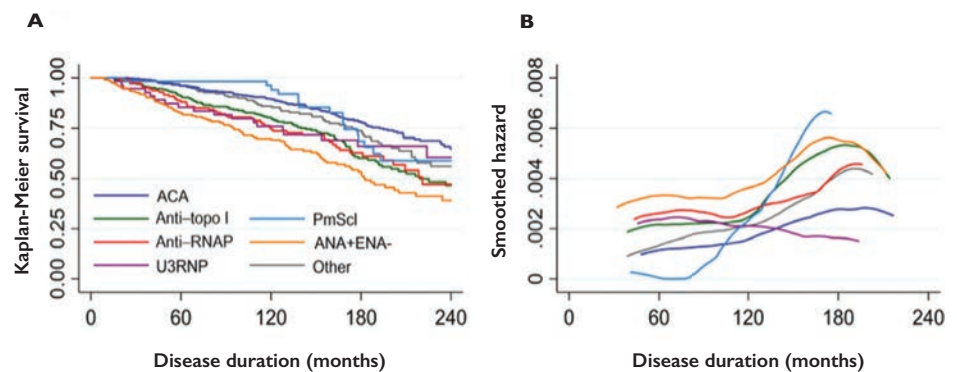 A
B
Kaplan-Meier survival
1.00
0.75
0.50
0.25
0.00
ACA
Anti-topo I
Anti-RNAP
U3RNP
PmScl
ANA+ENA-
Other
0 60 120 180 240
Disease duration (months)
Smoothed hazard
.008
.006
.004
.002
0
0 60 120 180 240
Disease duration (months)